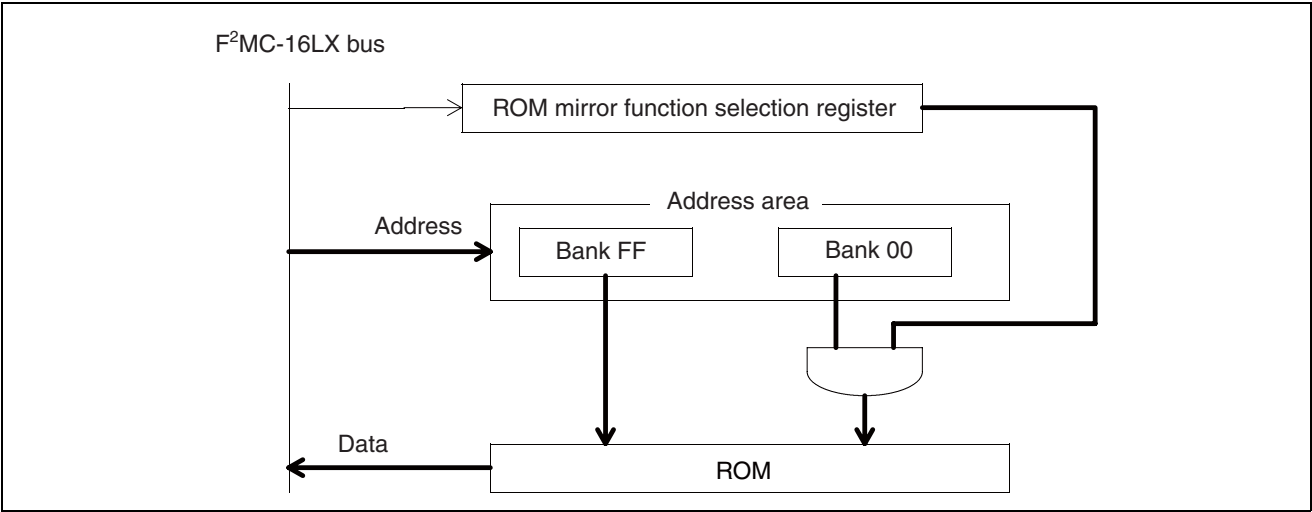 F²MC-16LX bus
ROM mirror function selection register
Address area
Address
Bank FF
Bank 00
Data
ROM